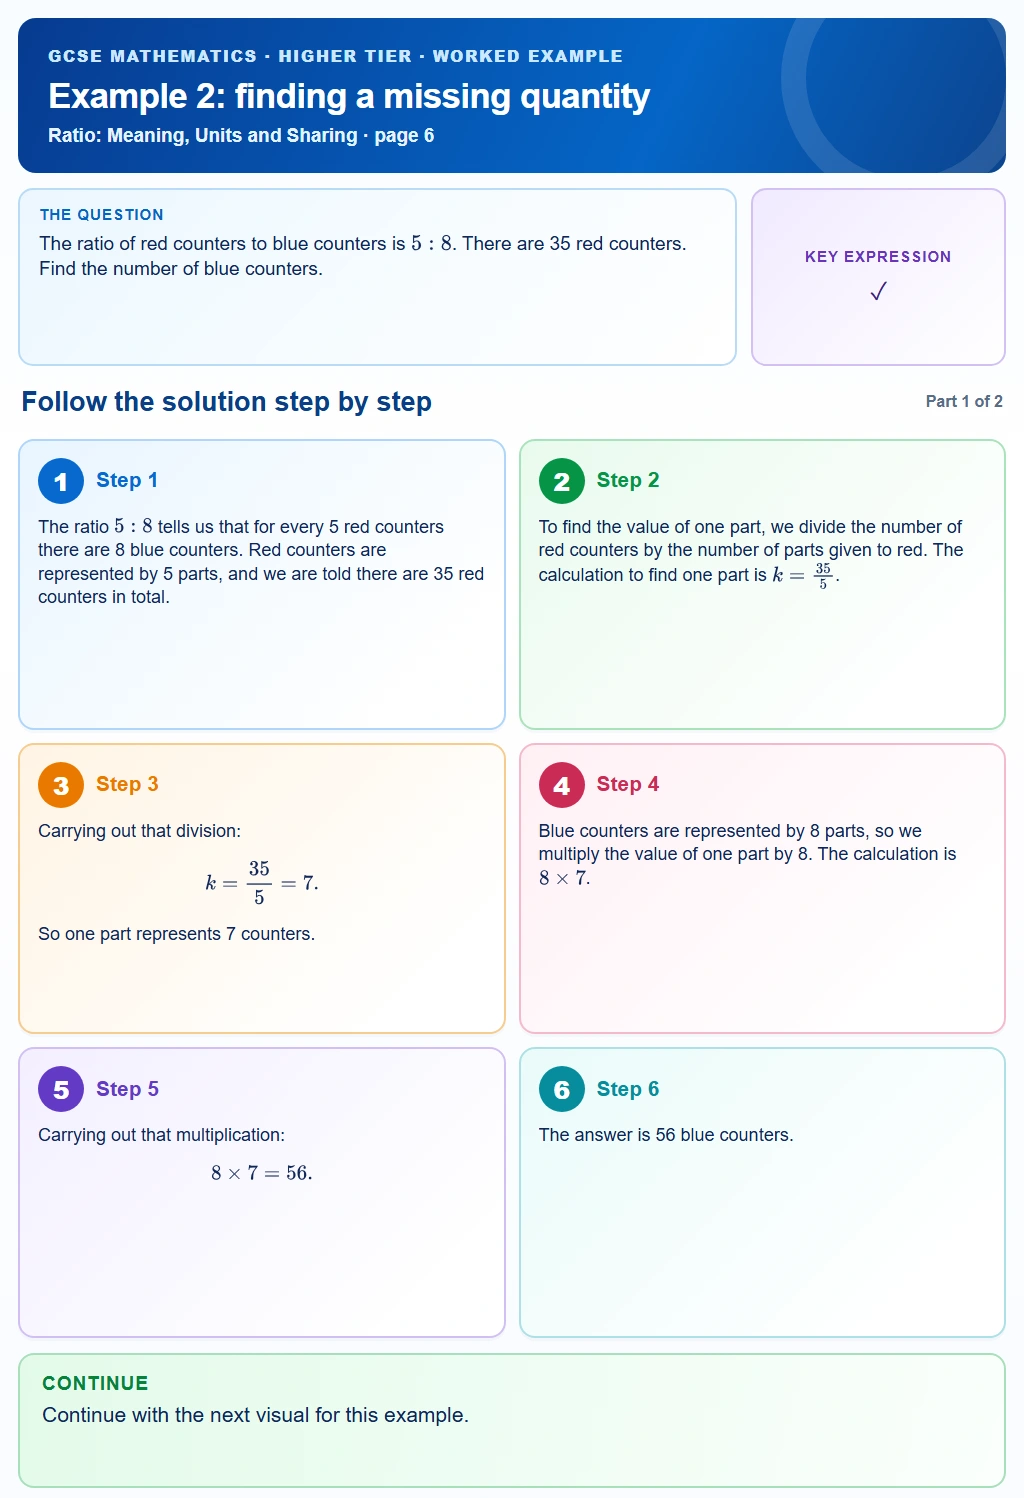 GCSE MATHEMATICS · HIGHER TIER · WORKED EXAMPLE
Example 2: finding a missing quantity
Ratio: Meaning, Units and Sharing · page 6
THE QUESTION
The ratio of red counters to blue counters is 5 : 8. There are 35 red counters.
Find the number of blue counters.
KEY EXPRESSION
✓
Follow the solution step by step
Part 1 of 2
1 Step 1
The ratio 5 : 8 tells us that for every 5 red counters
there are 8 blue counters. Red counters are
represented by 5 parts, and we are told there are 35 red
counters in total.
2 Step 2
To find the value of one part, we divide the number of
red counters by the number of parts given to red. The
calculation to find one part is k = 35/5.
3 Step 3
Carrying out that division:
k = 35/5 = 7.
So one part represents 7 counters.
4 Step 4
Blue counters are represented by 8 parts, so we
multiply the value of one part by 8. The calculation is
8 × 7.
5 Step 5
Carrying out that multiplication:
8 × 7 = 56.
6 Step 6
The answer is 56 blue counters.
CONTINUE
Continue with the next visual for this example.